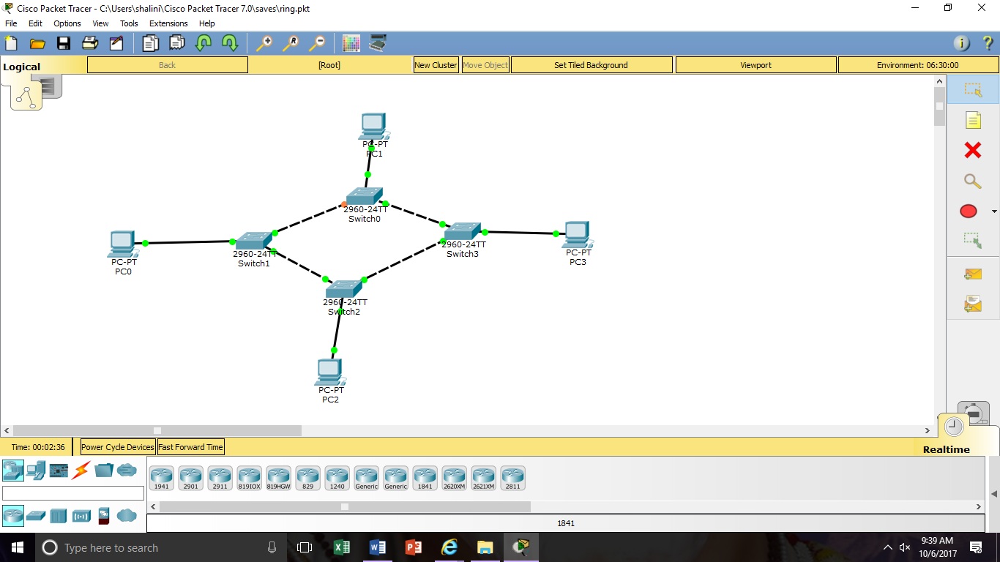 Cisco Packet Tracer - C:\Users\shalini\Cisco Packet Tracer 7.0\saves\ring.pkt
File Edit Options View Tools Extensions Help
Logical
Back
[Root]
New Cluster
Move Object
Set Tiled Background
Viewport
Environment: 06:30:00
PC-PT
PC1
2960-24TT
Switch0
2960-24TT
Switch3
PC-PT
PC3
2960-24TT
Switch1
PC-PT
PC0
2960-24TT
Switch2
PC-PT
PC2
Time: 00:02:36
Power Cycle Devices
Fast Forward Time
Realtime
1941 2901 2911 819IOX 819HGW 829 1240 Generic Generic 1841 2620XM 2621XM 2811
1841
Type here to search
9:39 AM
10/6/2017